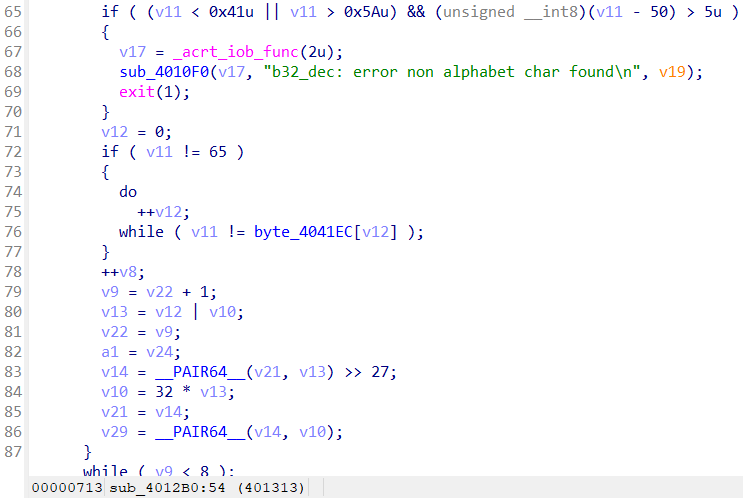 65 if ( (v11 < 0x41u || v11 > 0x5Au) && (unsigned __int8)(v11 - 50) > 5u )
66 {
67 v17 = _acrt_iob_func(2u);
68 sub_4010F0(v17, "b32_dec: error non alphabet char found\n", v19);
69 exit(1);
70 }
71 v12 = 0;
72 if ( v11 != 65 )
73 {
74 do
75 ++v12;
76 while ( v11 != byte_4041EC[v12] );
77 }
78 ++v8;
79 v9 = v22 + 1;
80 v13 = v12 | v10;
81 v22 = v9;
82 a1 = v24;
83 v14 = __PAIR64__(v21, v13) >> 27;
84 v10 = 32 * v13;
85 v21 = v14;
86 v29 = __PAIR64__(v14, v10);
87 }
while ( v9 < 8 );
00000713 sub_4012B0:54 (401313)